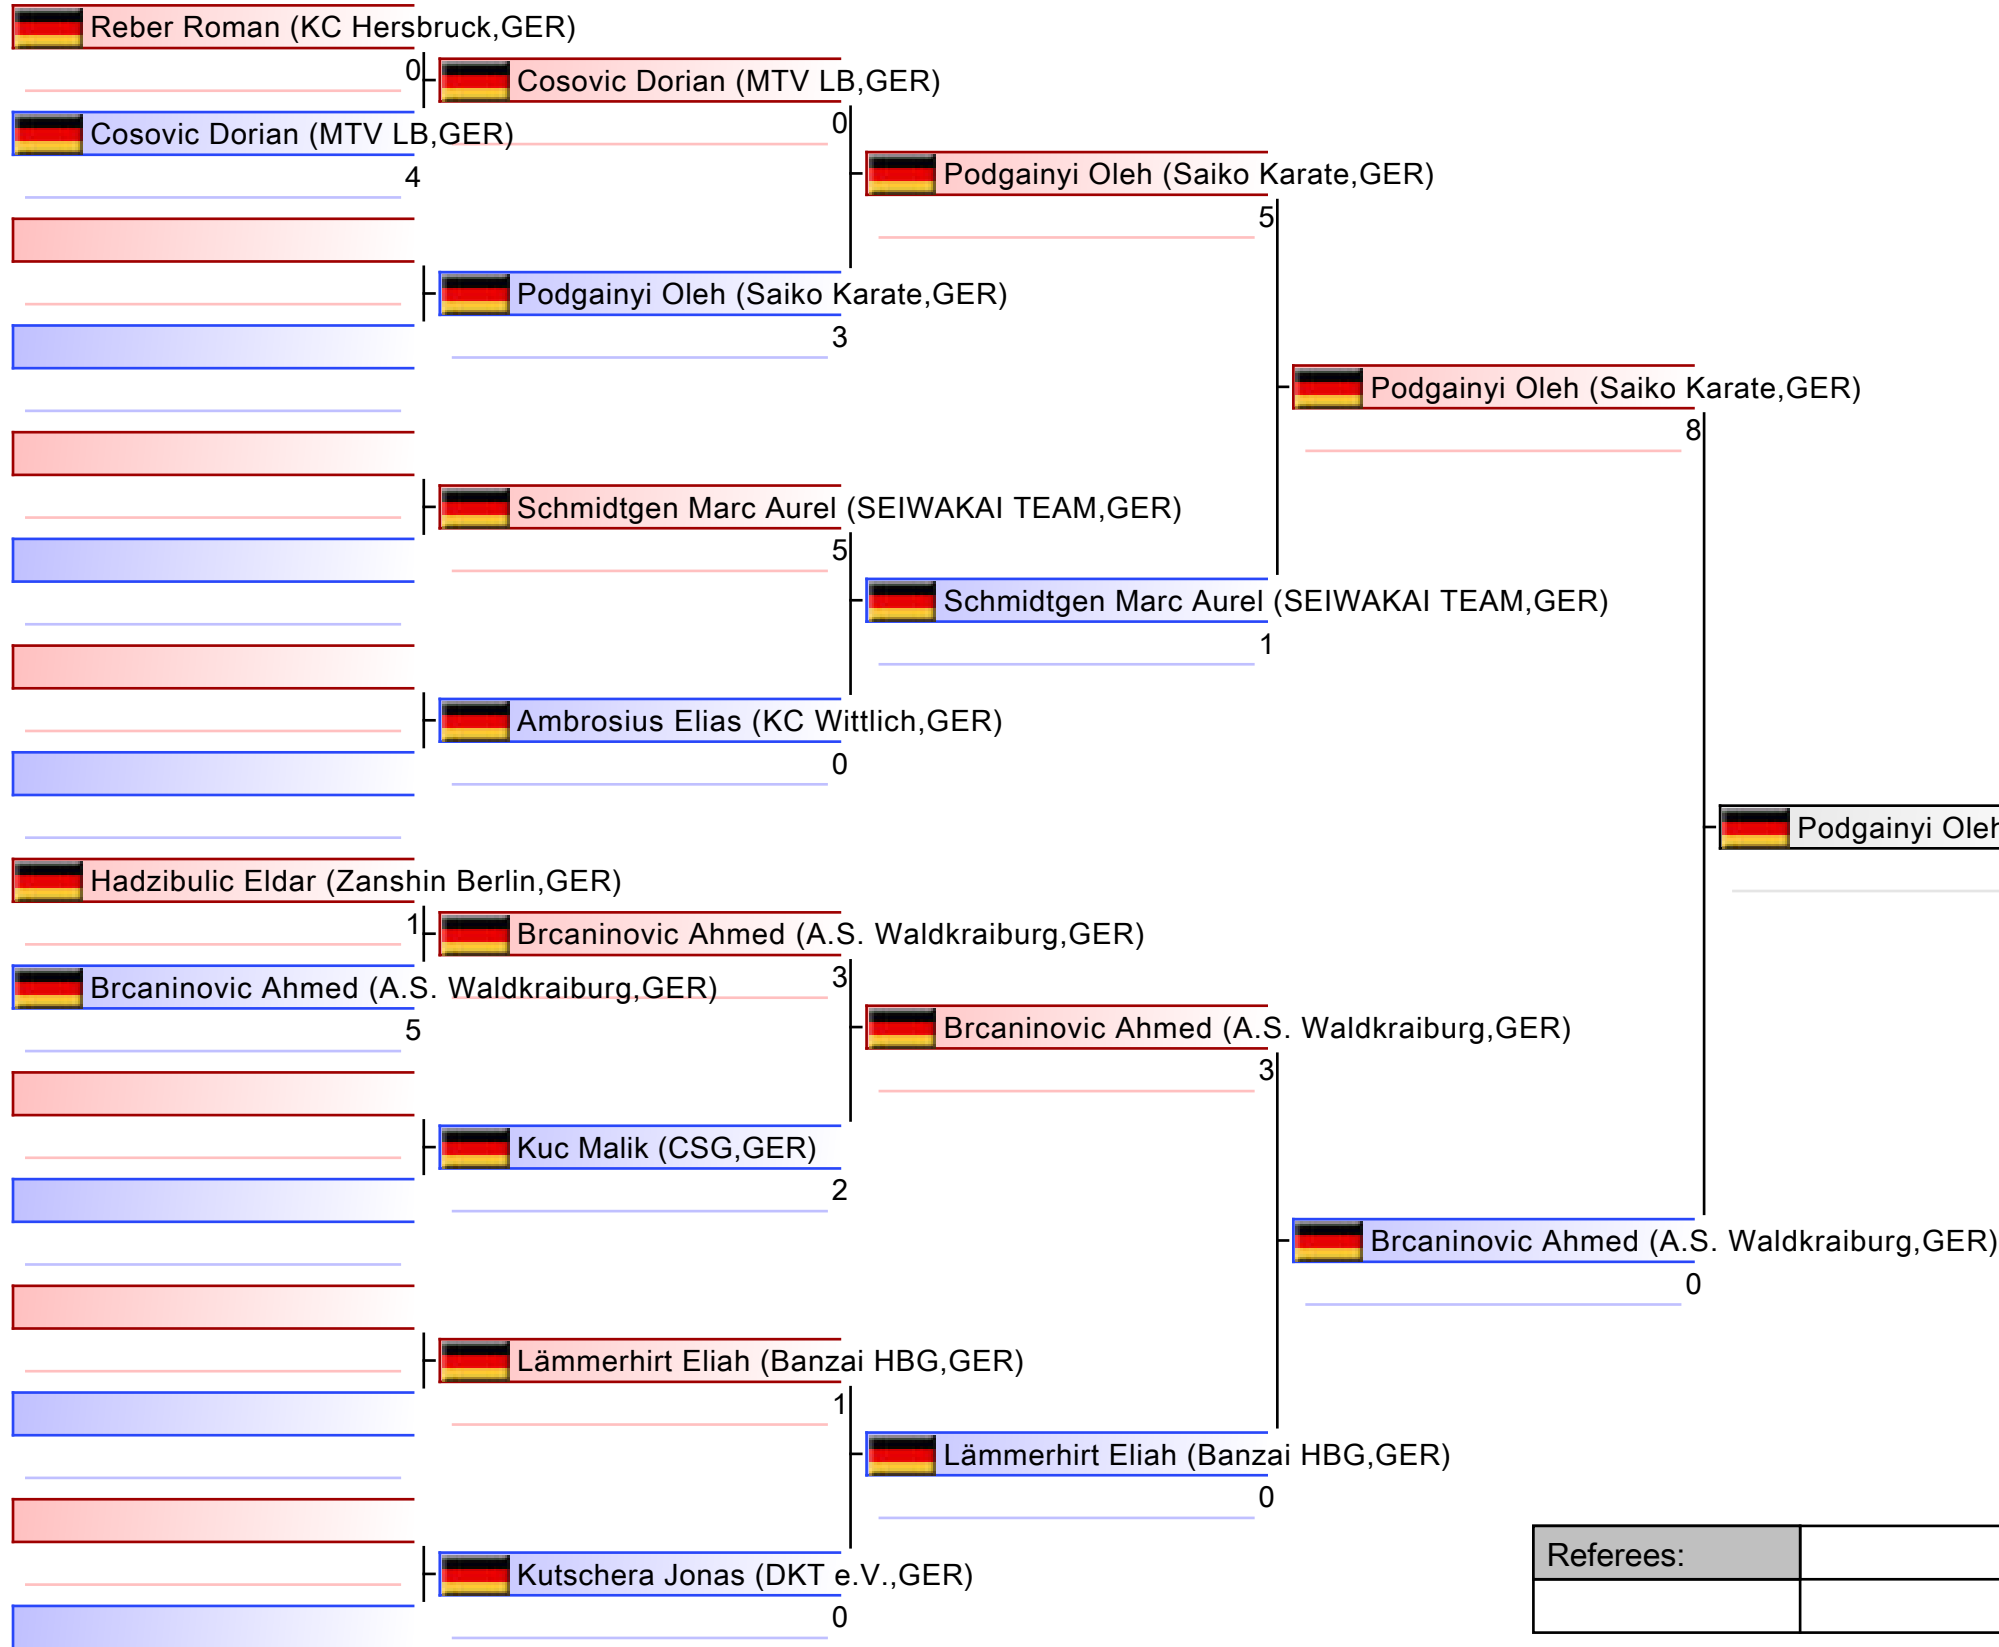 Reber Roman (KC Hersbruck,GER)
0
Cosovic Dorian (MTV LB,GER)
4
Hadzibulic Eldar (Zanshin Berlin,GER)
1
Brcaninovic Ahmed (A.S. Waldkraiburg,GER)
5
Cosovic Dorian (MTV LB,GER)
0
Podgainyi Oleh (Saiko Karate,GER)
3
Schmidtgen Marc Aurel (SEIWAKAI TEAM,GER)
5
Ambrosius Elias (KC Wittlich,GER)
0
Brcaninovic Ahmed (A.S. Waldkraiburg,GER)
3
Kuc Malik (CSG,GER)
2
Lämmerhirt Eliah (Banzai HBG,GER)
1
Kutschera Jonas (DKT e.V.,GER)
0
Podgainyi Oleh (Saiko Karate,GER)
5
Schmidtgen Marc Aurel (SEIWAKAI TEAM,GER)
1
Brcaninovic Ahmed (A.S. Waldkraiburg,GER)
3
Lämmerhirt Eliah (Banzai HBG,GER)
0
Podgainyi Oleh (Saiko Karate,GER)
8
Brcaninovic Ahmed (A.S. Waldkraiburg,GER)
0
Podgainyi Oleh
Referees: